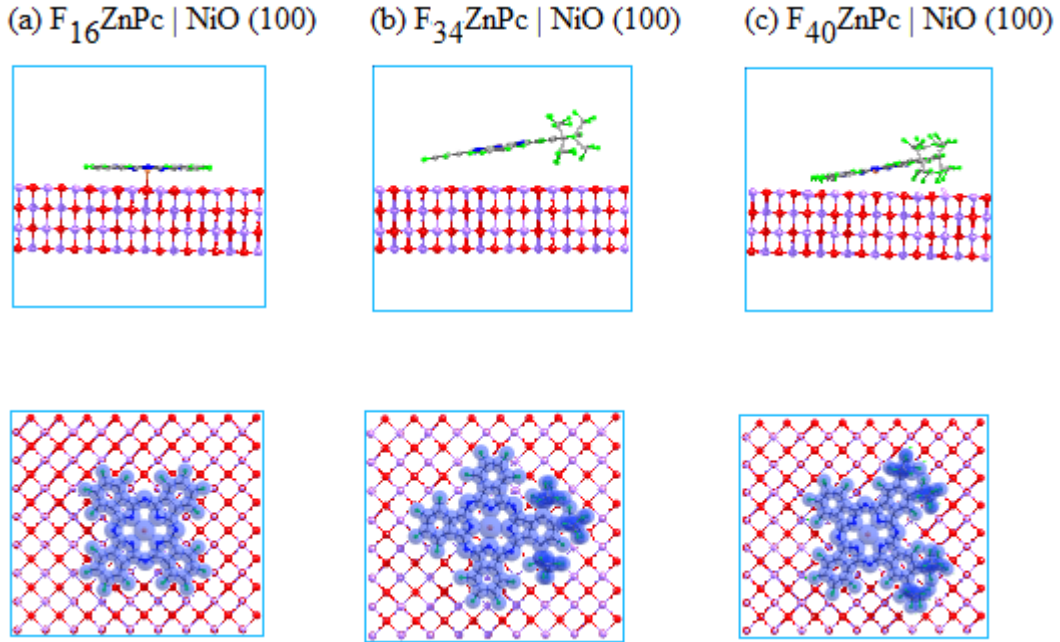 (a) F16ZnPc | NiO (100)
(b) F34ZnPc | NiO (100)
(c) F40ZnPc | NiO (100)